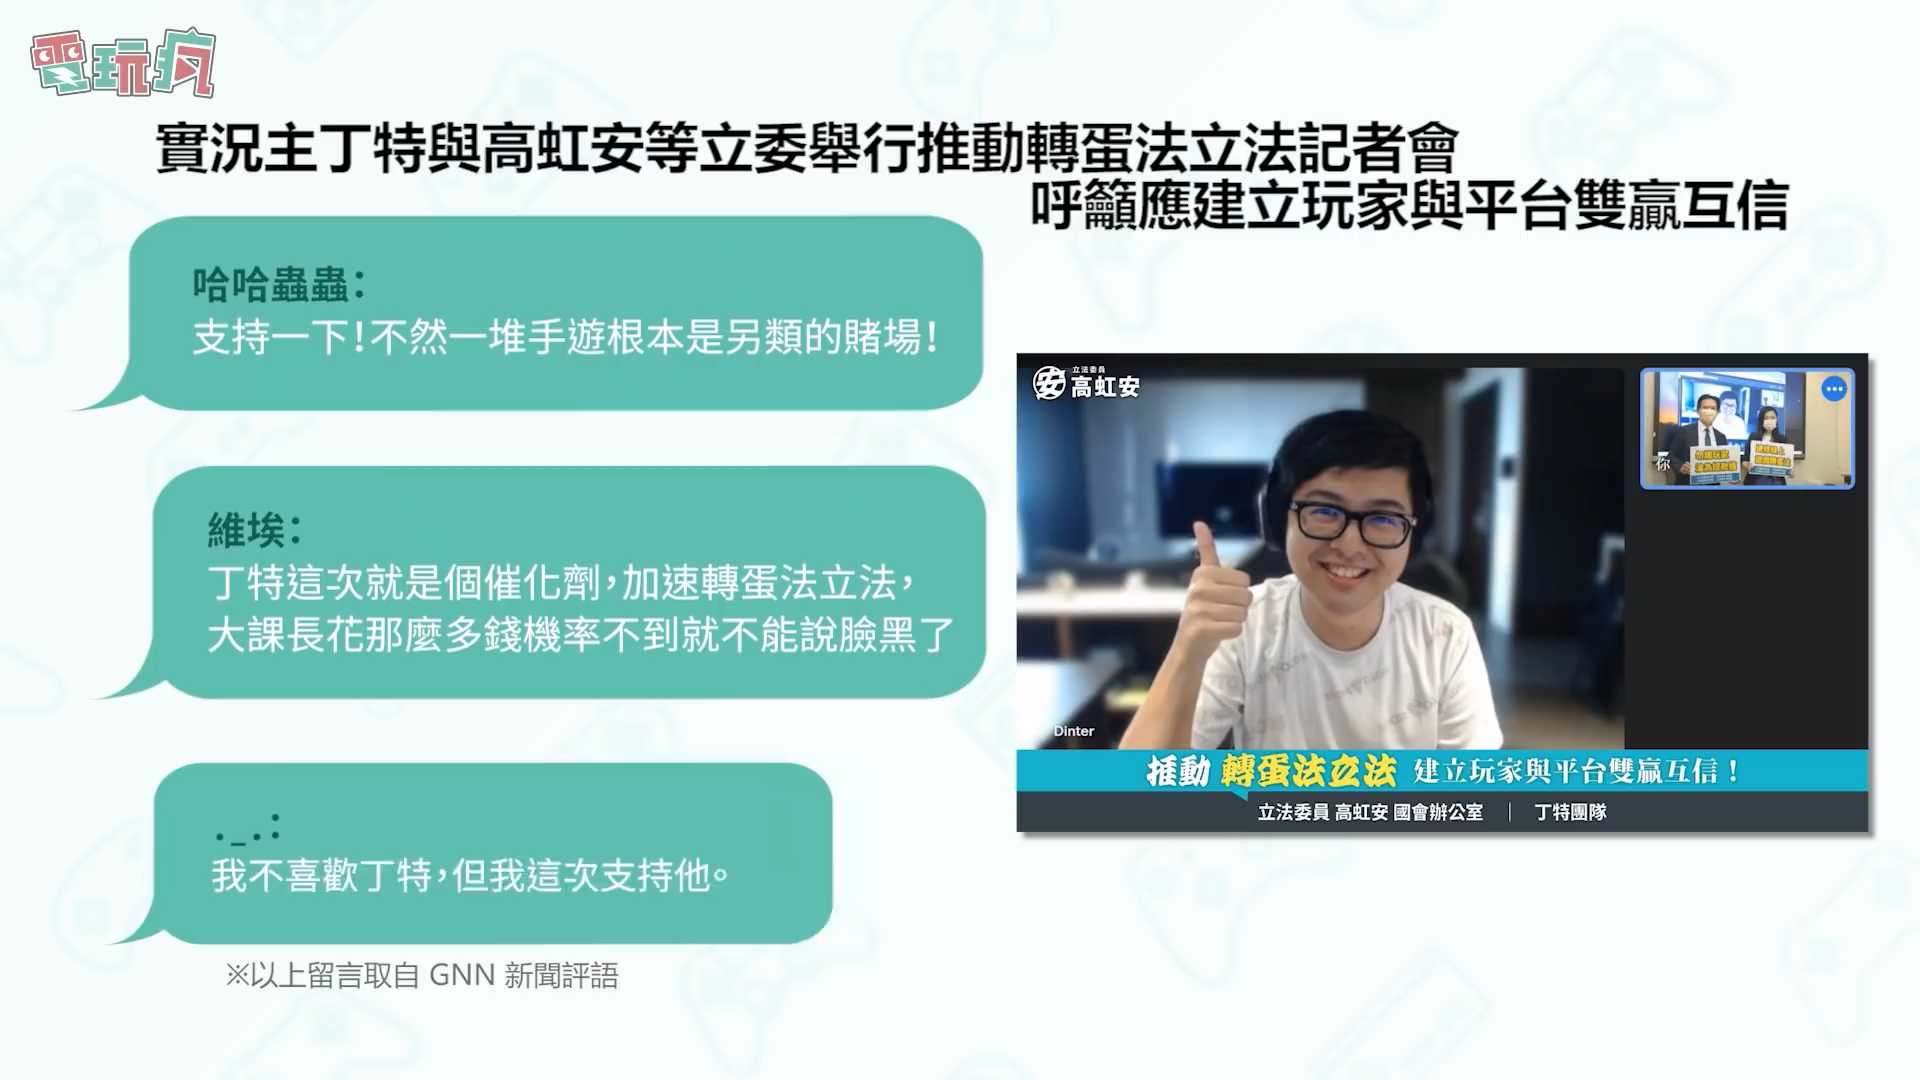 電玩瘋
實況主丁特與高虹安等立委舉行推動轉蛋法立法記者會
呼籲應建立玩家與平台雙贏互信
哈哈蟲蟲：
支持一下！不然一堆手遊根本是另類的賭場！
維埃：
丁特這次就是個催化劑，加速轉蛋法立法，
大課長花那麼多錢機率不到就不能說臉黑了
._.：
我不喜歡丁特，但我這次支持他。
※以上留言取自 GNN 新聞評語
安
立法委員
高虹安
你
Dinter
推動 轉蛋法立法 建立玩家與平台雙贏互信！
立法委員 高虹安 國會辦公室 ｜ 丁特團隊